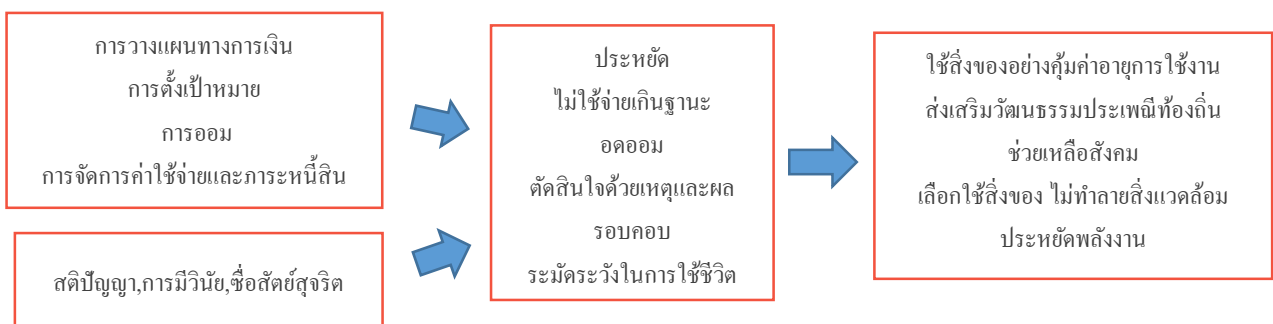 การวางแผนทางการเงิน
การตั้งเป้าหมาย
การออม
การจัดการค่าใช้จ่ายและภาระหนี้สิน
สติปัญญา,การมีวินัย,ซื่อสัตย์สุจริต
ประหยัด
ไม่ใช้จ่ายเกินฐานะ
อดออม
ตัดสินใจด้วยเหตุและผล
รอบคอบ
ระมัดระวังในการใช้ชีวิต
ใช้สิ่งของอย่างคุ้มค่าอายุการใช้งาน
ส่งเสริมวัฒนธรรมประเพณีท้องถิ่น
ช่วยเหลือสังคม
เลือกใช้สิ่งของ ไม่ทำลายสิ่งแวดล้อม
ประหยัดพลังงาน